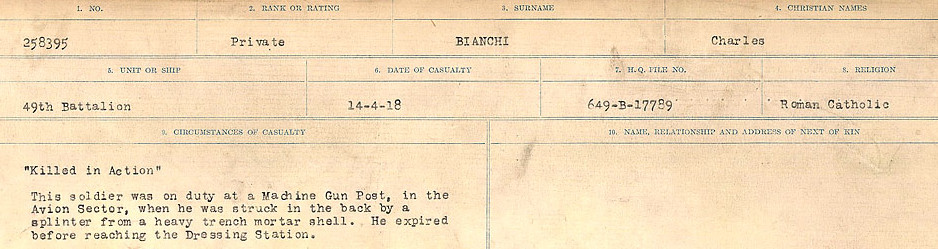 1. NO. 2. RANK OR RATING 3. SURNAME 4. CHRISTIAN NAMES
258395 Private BIANCHI Charles
5. UNIT OR SHIP 6. DATE OF CASUALTY 7. H.Q. FILE NO. 8. RELIGION
49th Battalion 14-4-18 649-B-17789 Roman Catholic
9. CIRCUMSTANCES OF CASUALTY 10. NAME, RELATIONSHIP AND ADDRESS OF NEXT OF KIN
"Killed in Action"
This soldier was on duty at a Machine Gun Post, in the
Avion Sector, when he was struck in the back by a
splinter from a heavy trench mortar shell. He expired
before reaching the Dressing Station.